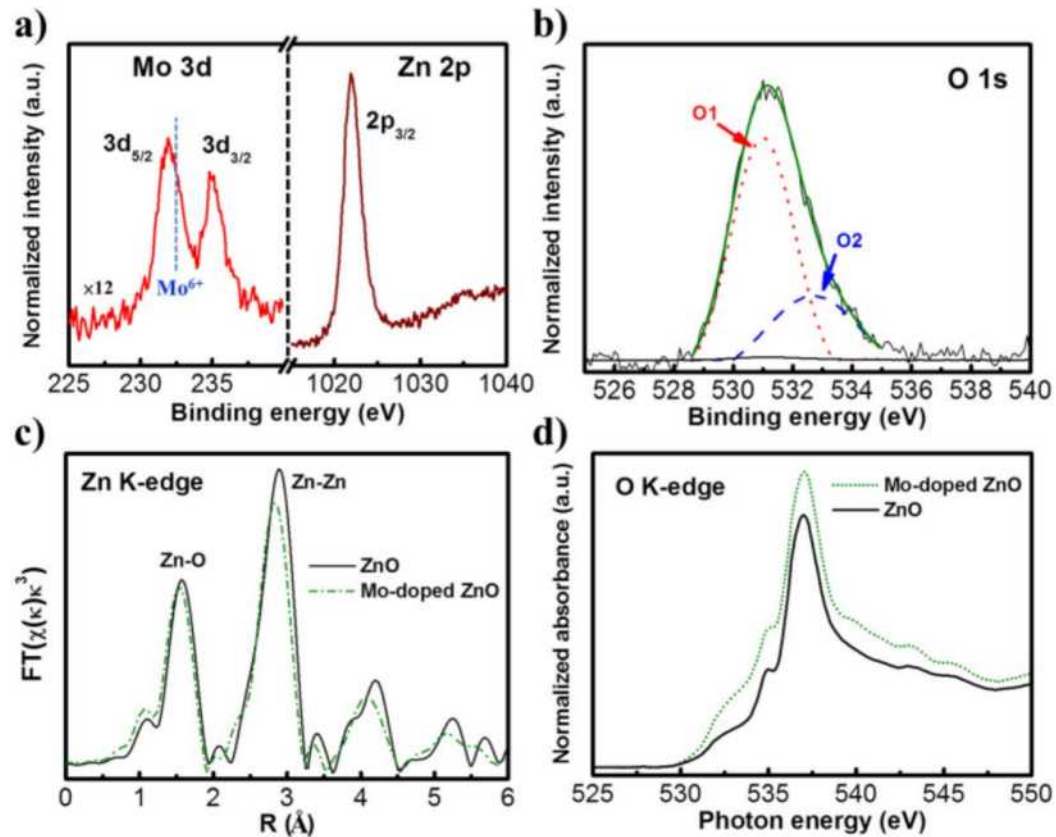 a)
Mo 3d
Zn 2p
3d5/2
3d3/2
2p3/2
×12
Mo6+
Normalized intensity (a.u.)
225 230 235 1020 1030 1040
Binding energy (eV)
b)
O 1s
O1
O2
Normalized intensity (a.u.)
526 528 530 532 534 536 538 540
Binding energy (eV)
c)
Zn K-edge
Zn-Zn
Zn-O
ZnO
Mo-doped ZnO
FT(χ(κ)κ³
0 1 2 3 4 5 6
R (Å)
d)
O K-edge
Mo-doped ZnO
ZnO
Normalized absorbance (a.u.)
525 530 535 540 545 550
Photon energy (eV)